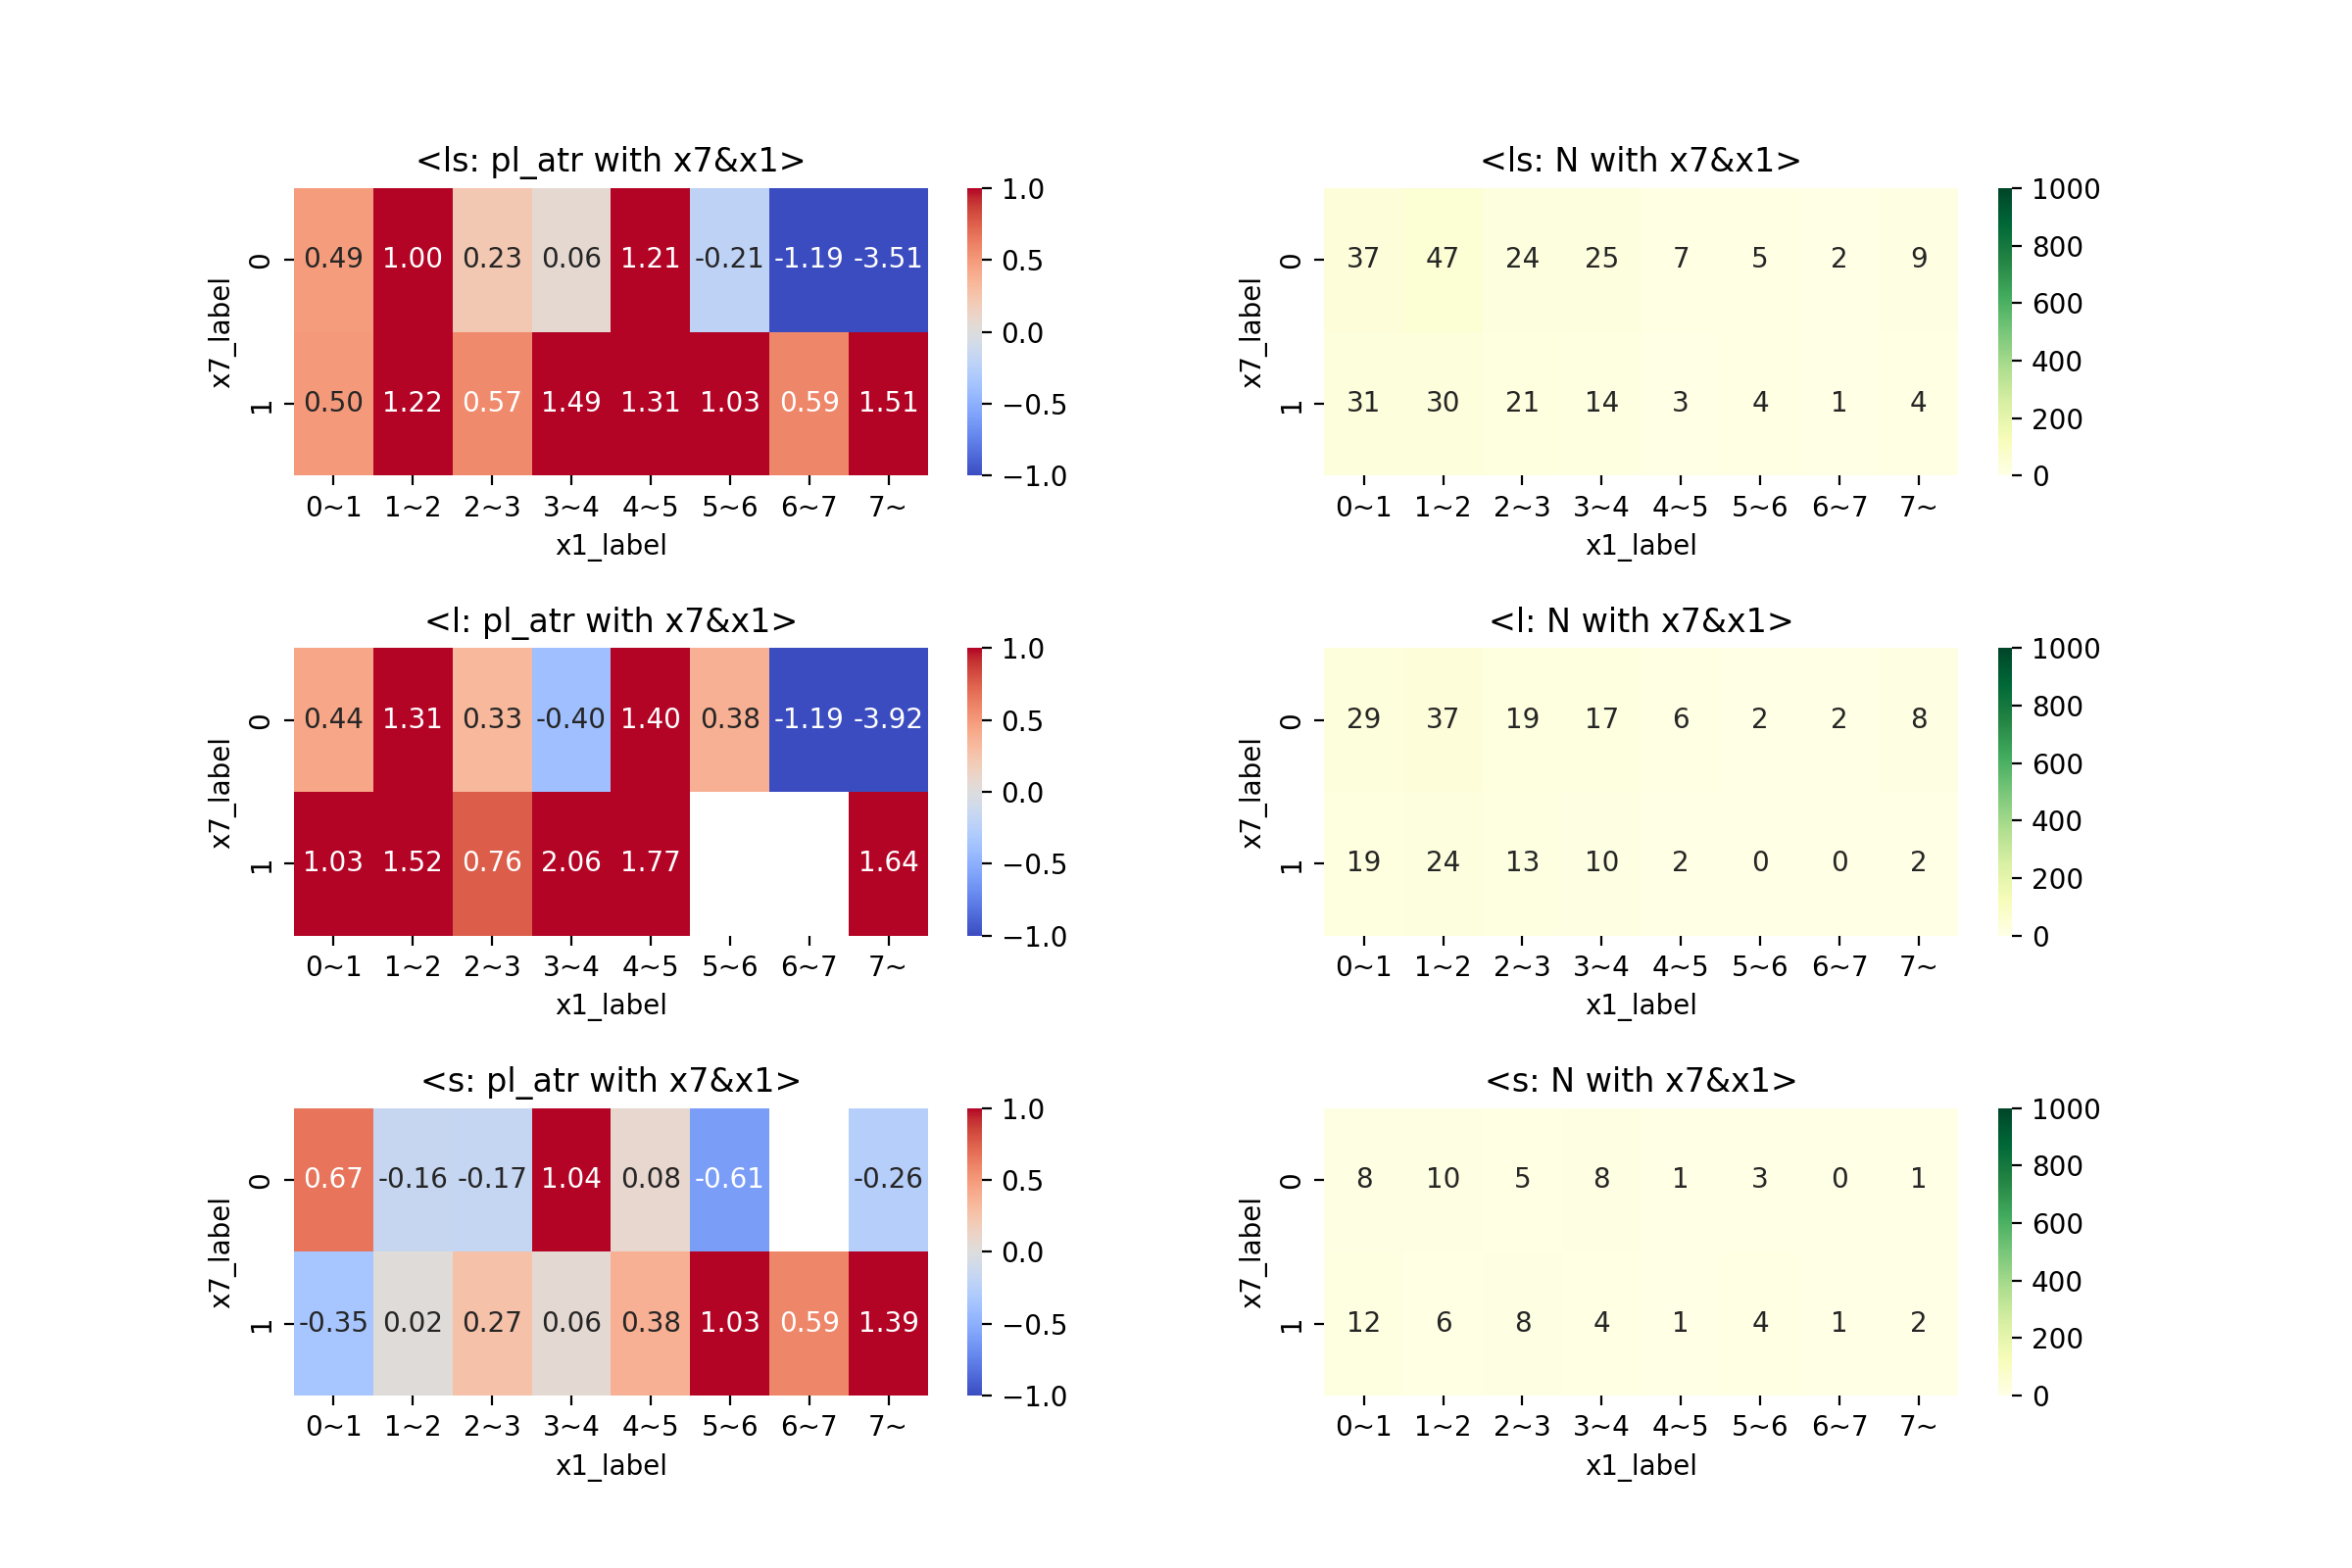 <ls: pl_atr with x7&x1>
1.0
0.5
0.0
−0.5
−1.0
x7_label
0 0.49 1.00 0.23 0.06 1.21 -0.21 -1.19 -3.51
1 0.50 1.22 0.57 1.49 1.31 1.03 0.59 1.51
0~1 1~2 2~3 3~4 4~5 5~6 6~7 7~
x1_label
<ls: N with x7&x1>
1000
800
600
400
200
0
x7_label
0 37 47 24 25 7 5 2 9
1 31 30 21 14 3 4 1 4
0~1 1~2 2~3 3~4 4~5 5~6 6~7 7~
x1_label
<l: pl_atr with x7&x1>
1.0
0.5
0.0
−0.5
−1.0
x7_label
0 0.44 1.31 0.33 -0.40 1.40 0.38 -1.19 -3.92
1 1.03 1.52 0.76 2.06 1.77 1.64
0~1 1~2 2~3 3~4 4~5 5~6 6~7 7~
x1_label
<l: N with x7&x1>
1000
800
600
400
200
0
x7_label
0 29 37 19 17 6 2 2 8
1 19 24 13 10 2 0 0 2
0~1 1~2 2~3 3~4 4~5 5~6 6~7 7~
x1_label
<s: pl_atr with x7&x1>
1.0
0.5
0.0
−0.5
−1.0
x7_label
0 0.67 -0.16 -0.17 1.04 0.08 -0.61 -0.26
1 -0.35 0.02 0.27 0.06 0.38 1.03 0.59 1.39
0~1 1~2 2~3 3~4 4~5 5~6 6~7 7~
x1_label
<s: N with x7&x1>
1000
800
600
400
200
0
x7_label
0 8 10 5 8 1 3 0 1
1 12 6 8 4 1 4 1 2
0~1 1~2 2~3 3~4 4~5 5~6 6~7 7~
x1_label